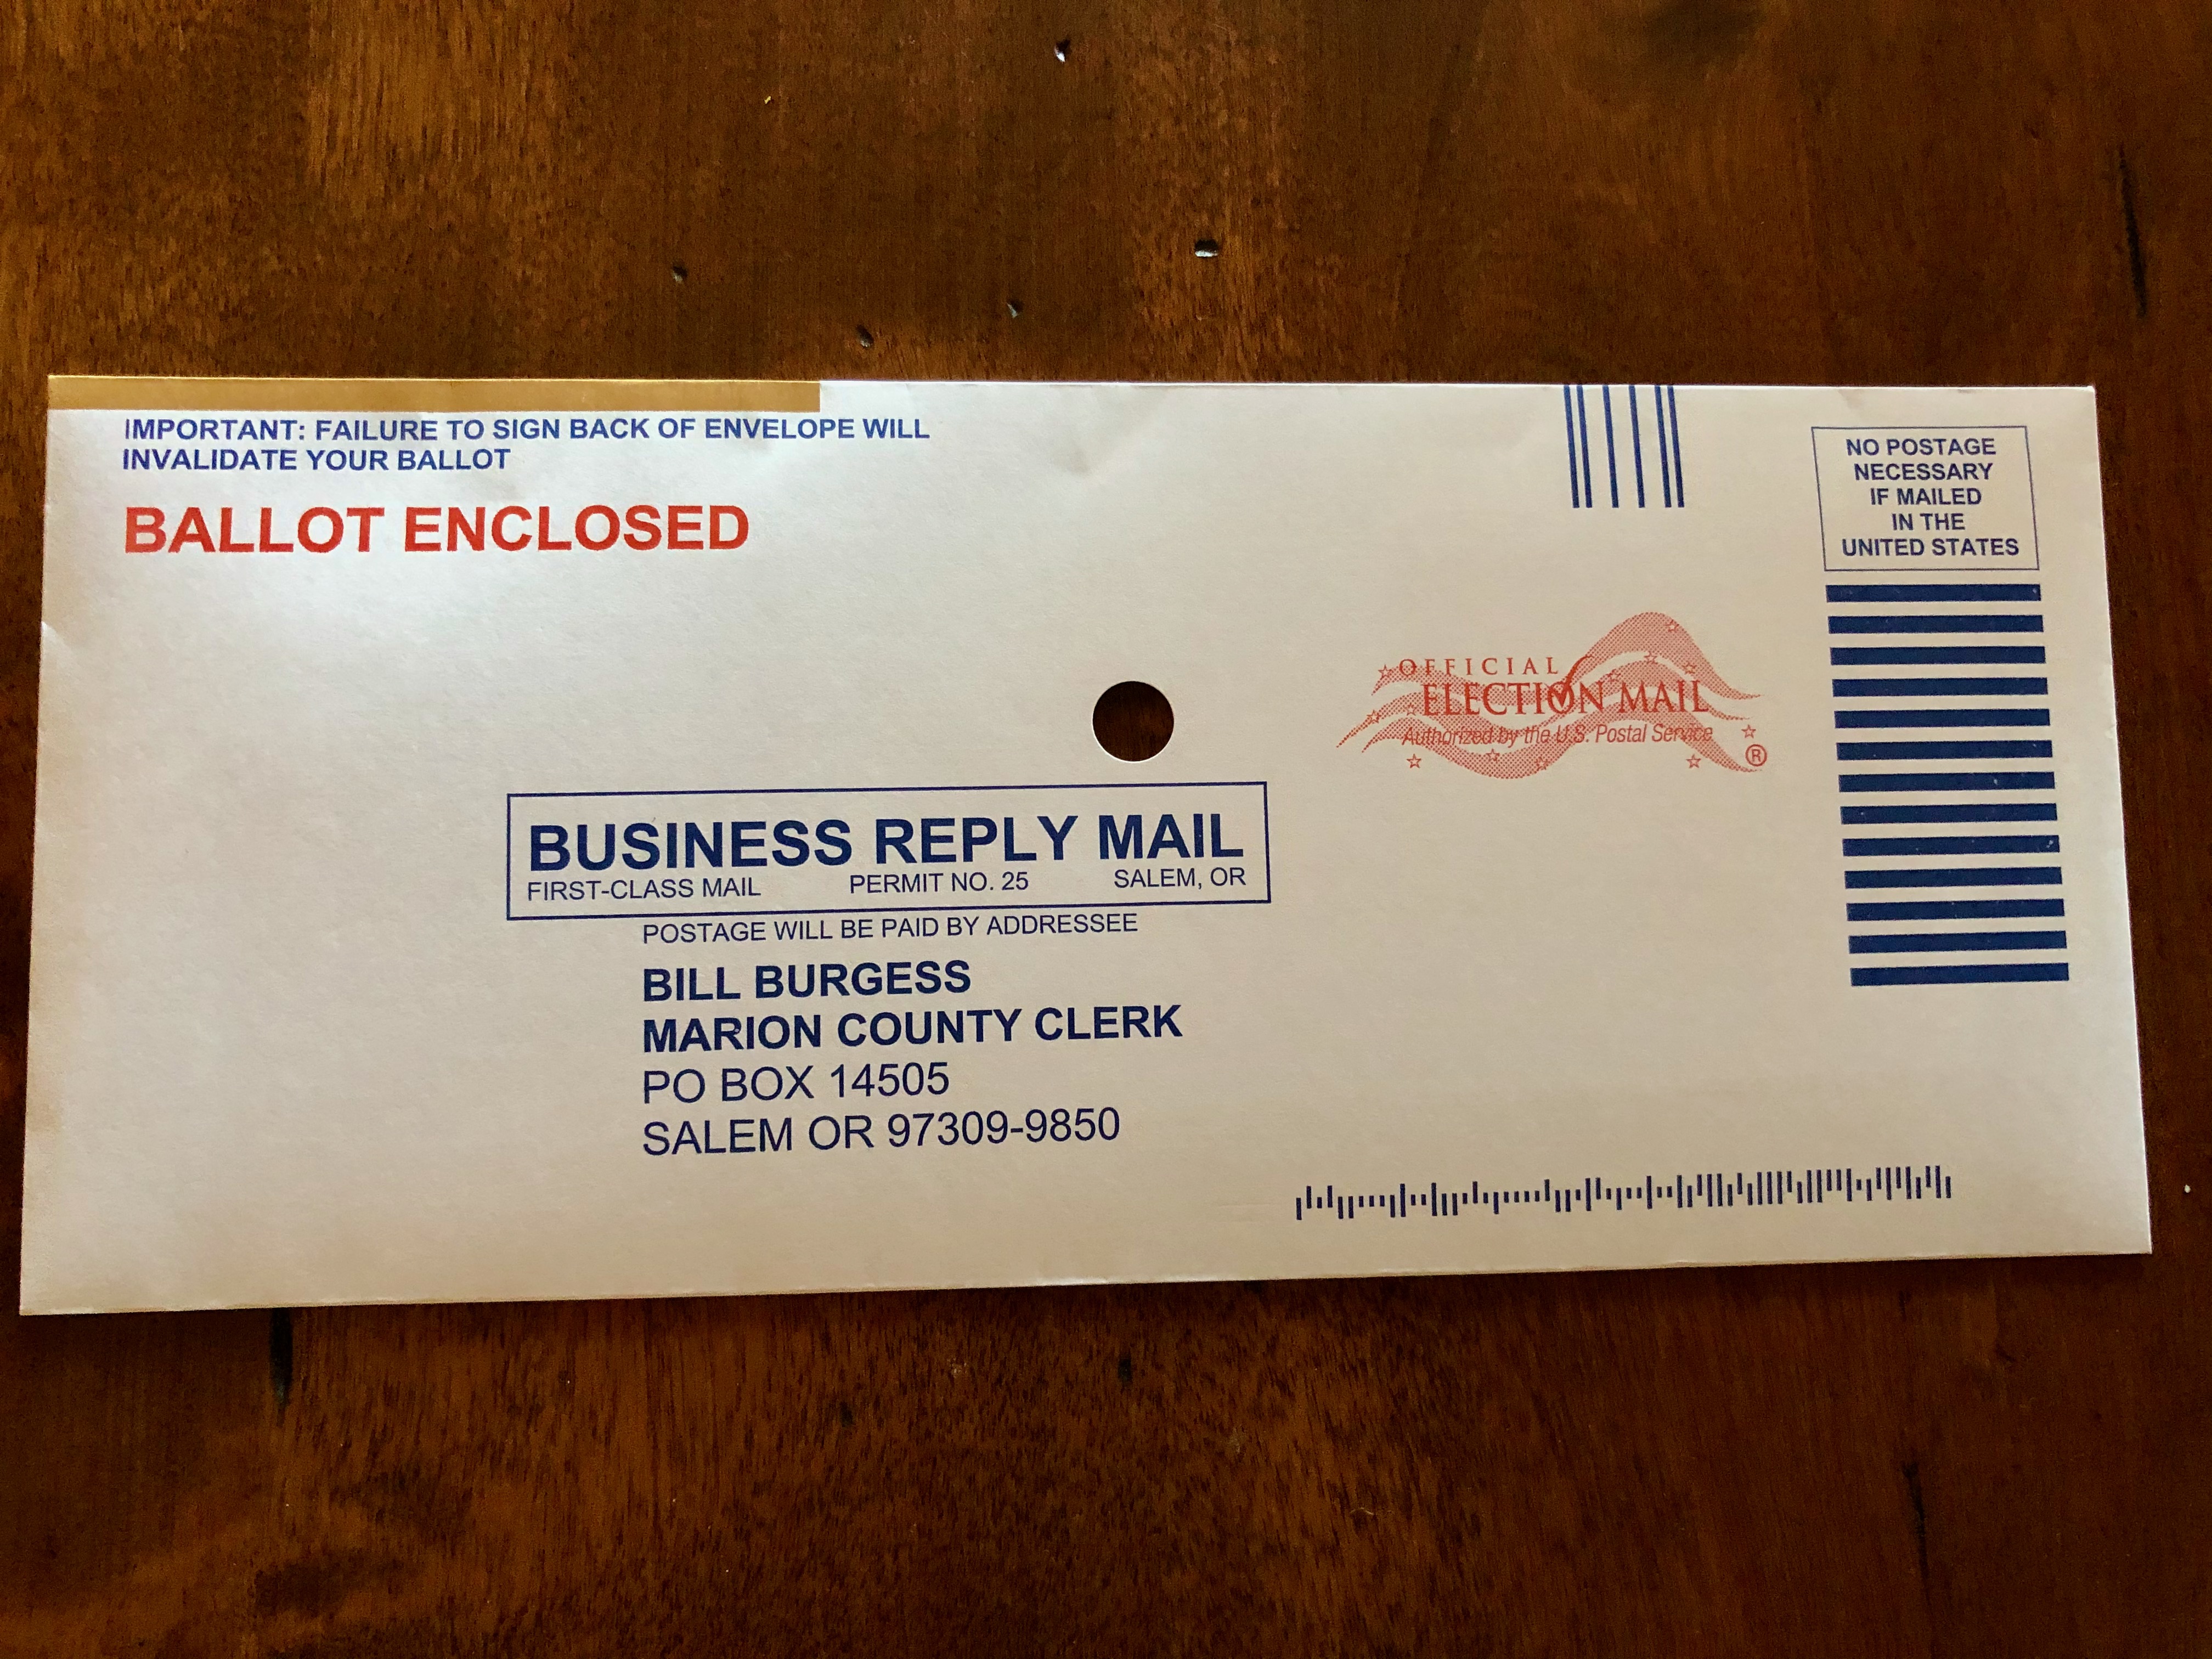 IMPORTANT: FAILURE TO SIGN BACK OF ENVELOPE WILL
INVALIDATE YOUR BALLOT
BALLOT ENCLOSED
NO POSTAGE
NECESSARY
IF MAILED
IN THE
UNITED STATES
OFFICIAL
ELECTION MAIL
Authorized by the U.S. Postal Service
®
BUSINESS REPLY MAIL
FIRST-CLASS MAIL PERMIT NO. 25 SALEM, OR
POSTAGE WILL BE PAID BY ADDRESSEE
BILL BURGESS
MARION COUNTY CLERK
PO BOX 14505
SALEM OR 97309-9850